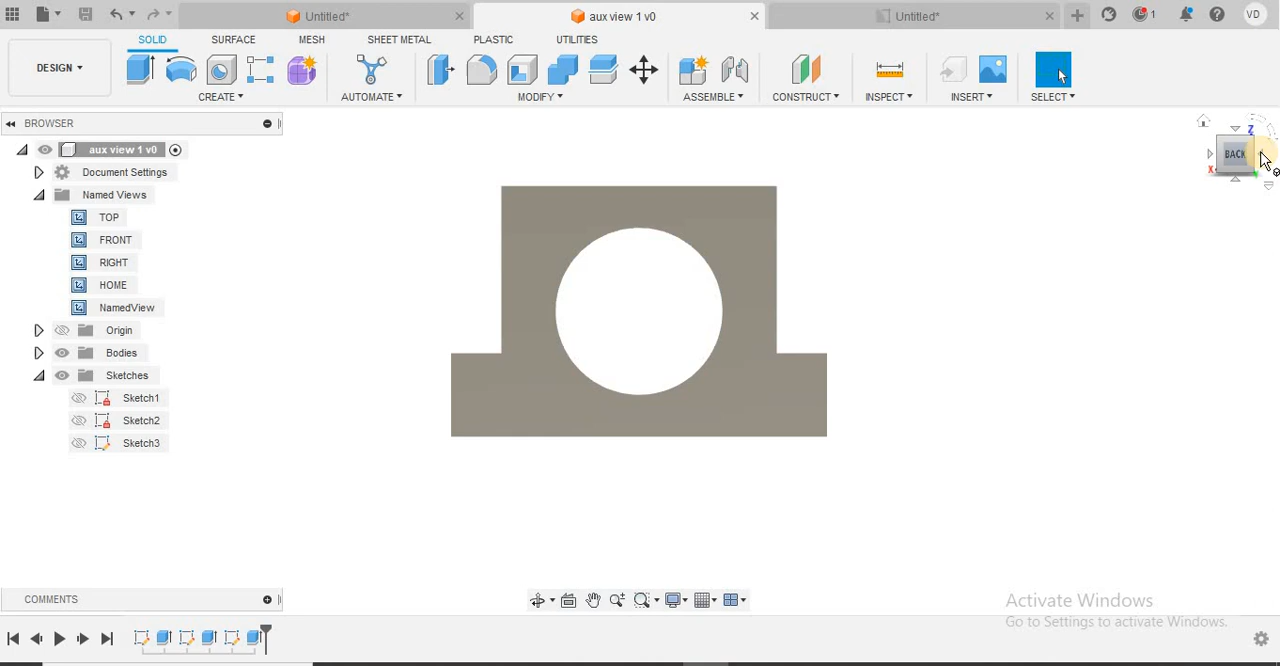 Untitled*
aux view 1 v0
Untitled*
1
VD
DESIGN
SOLID
SURFACE
MESH
SHEET METAL
PLASTIC
UTILITIES
CREATE
AUTOMATE
MODIFY
ASSEMBLE
CONSTRUCT
INSPECT
INSERT
SELECT
BROWSER
aux view 1 v0
Document Settings
Named Views
TOP
FRONT
RIGHT
HOME
NamedView
Origin
Bodies
Sketches
Sketch1
Sketch2
Sketch3
Z
BACK
X
COMMENTS
Activate Windows
Go to Settings to activate Windows.